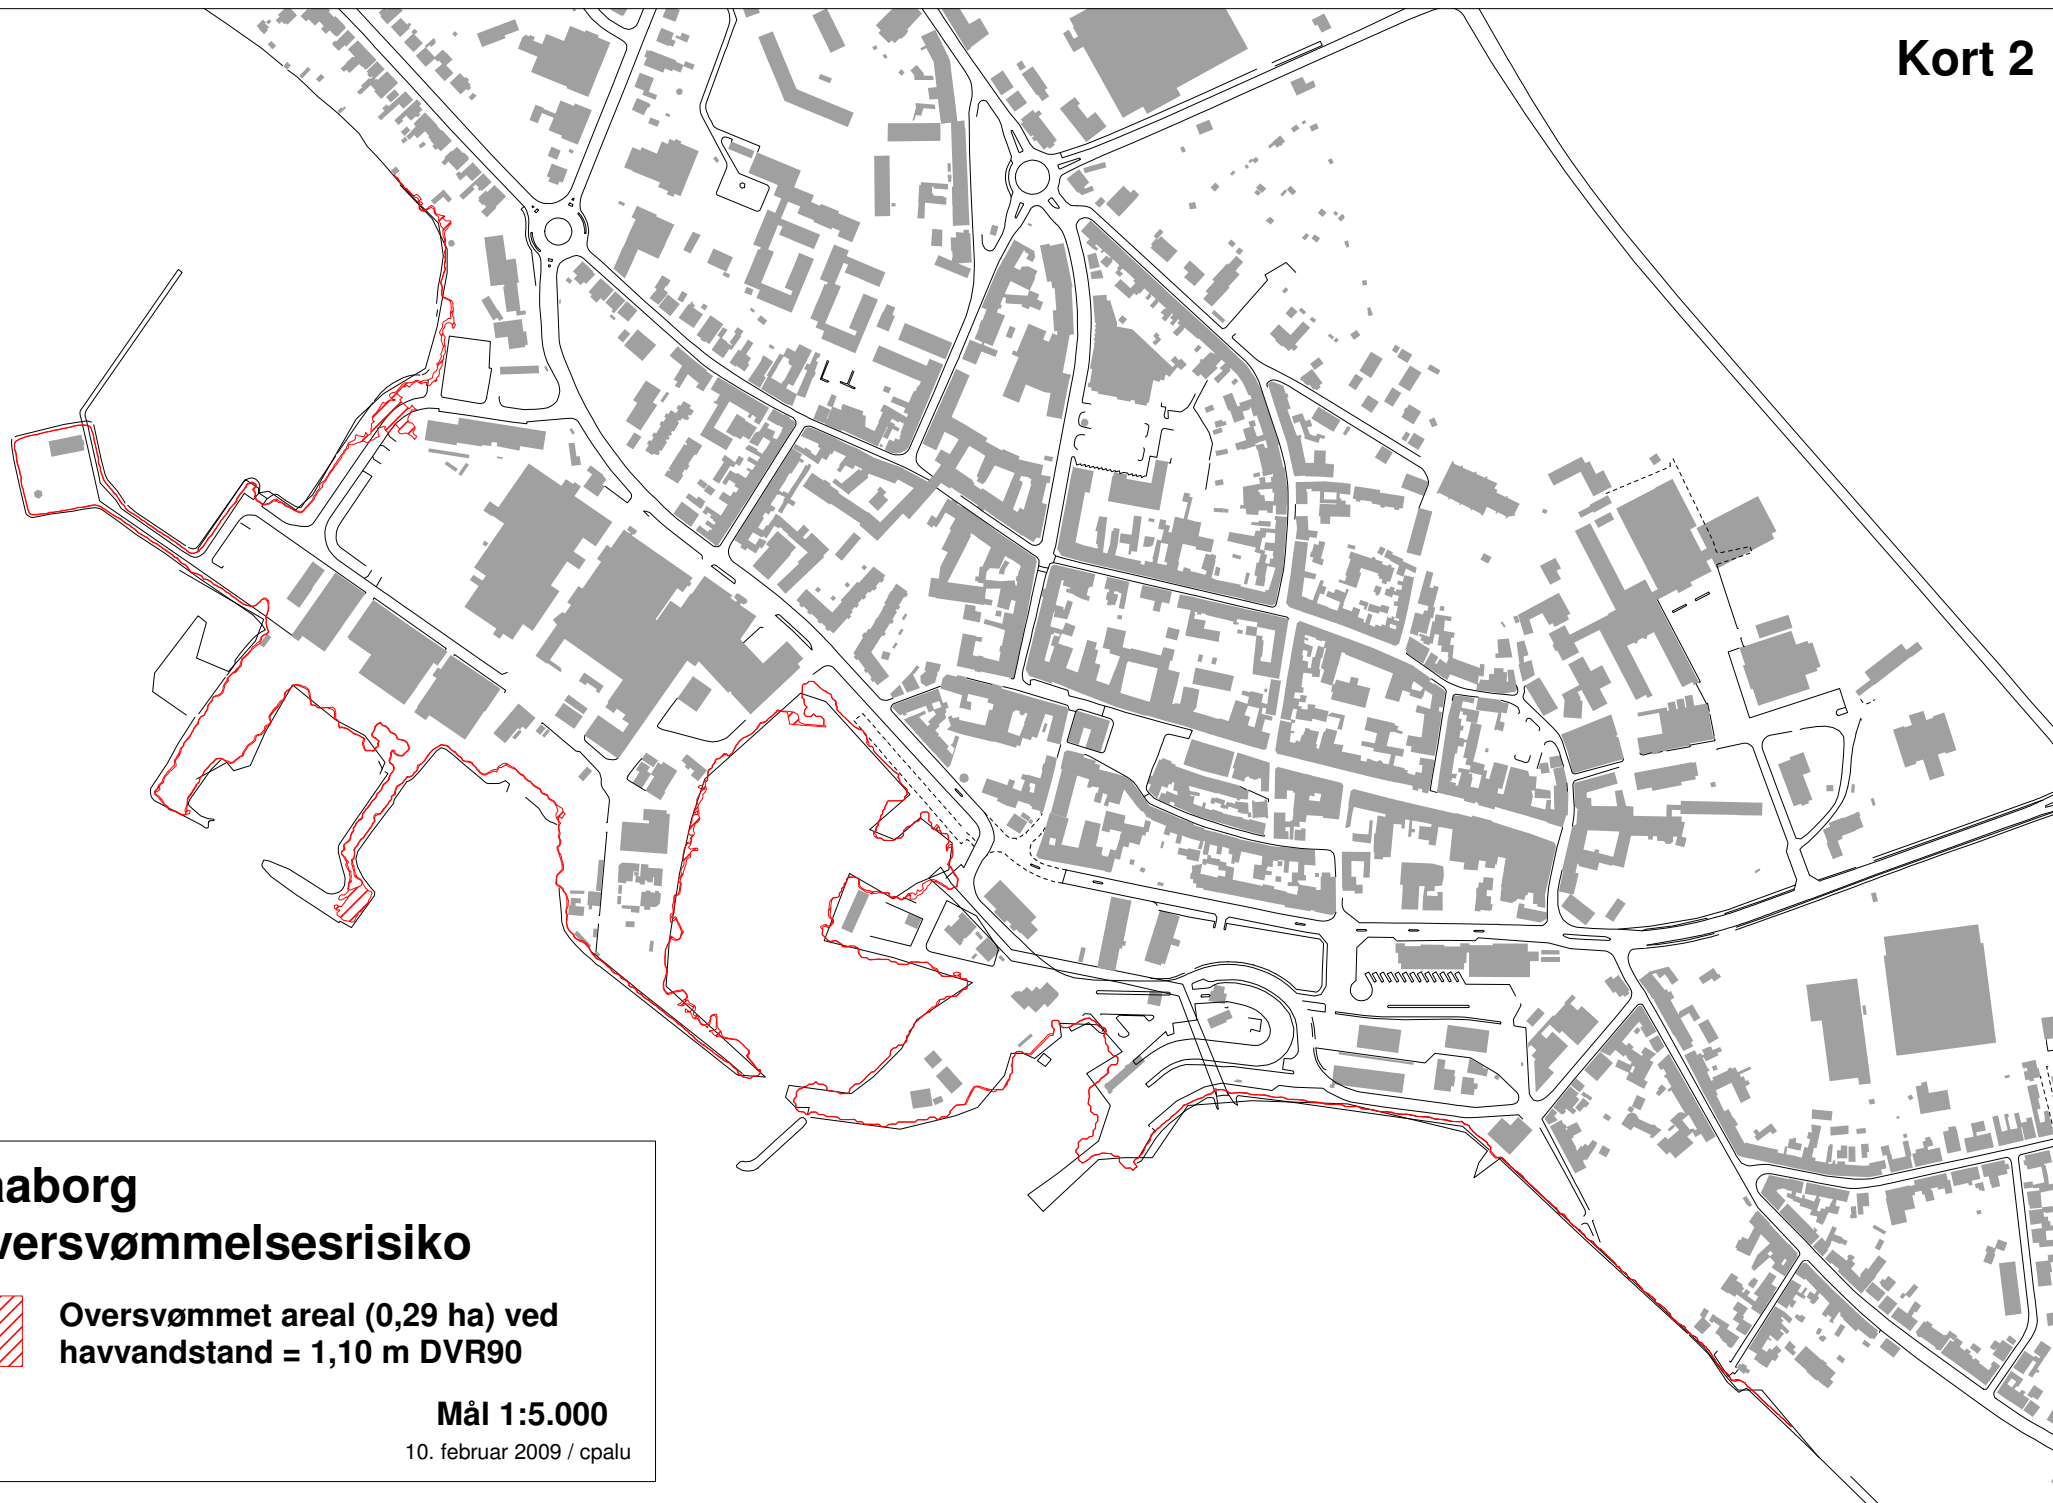 Kort 2
aaborg
versvømmelsesrisiko
Oversvømmet areal (0,29 ha) ved
havvandstand = 1,10 m DVR90
Mål 1:5.000
10. februar 2009 / cpalu